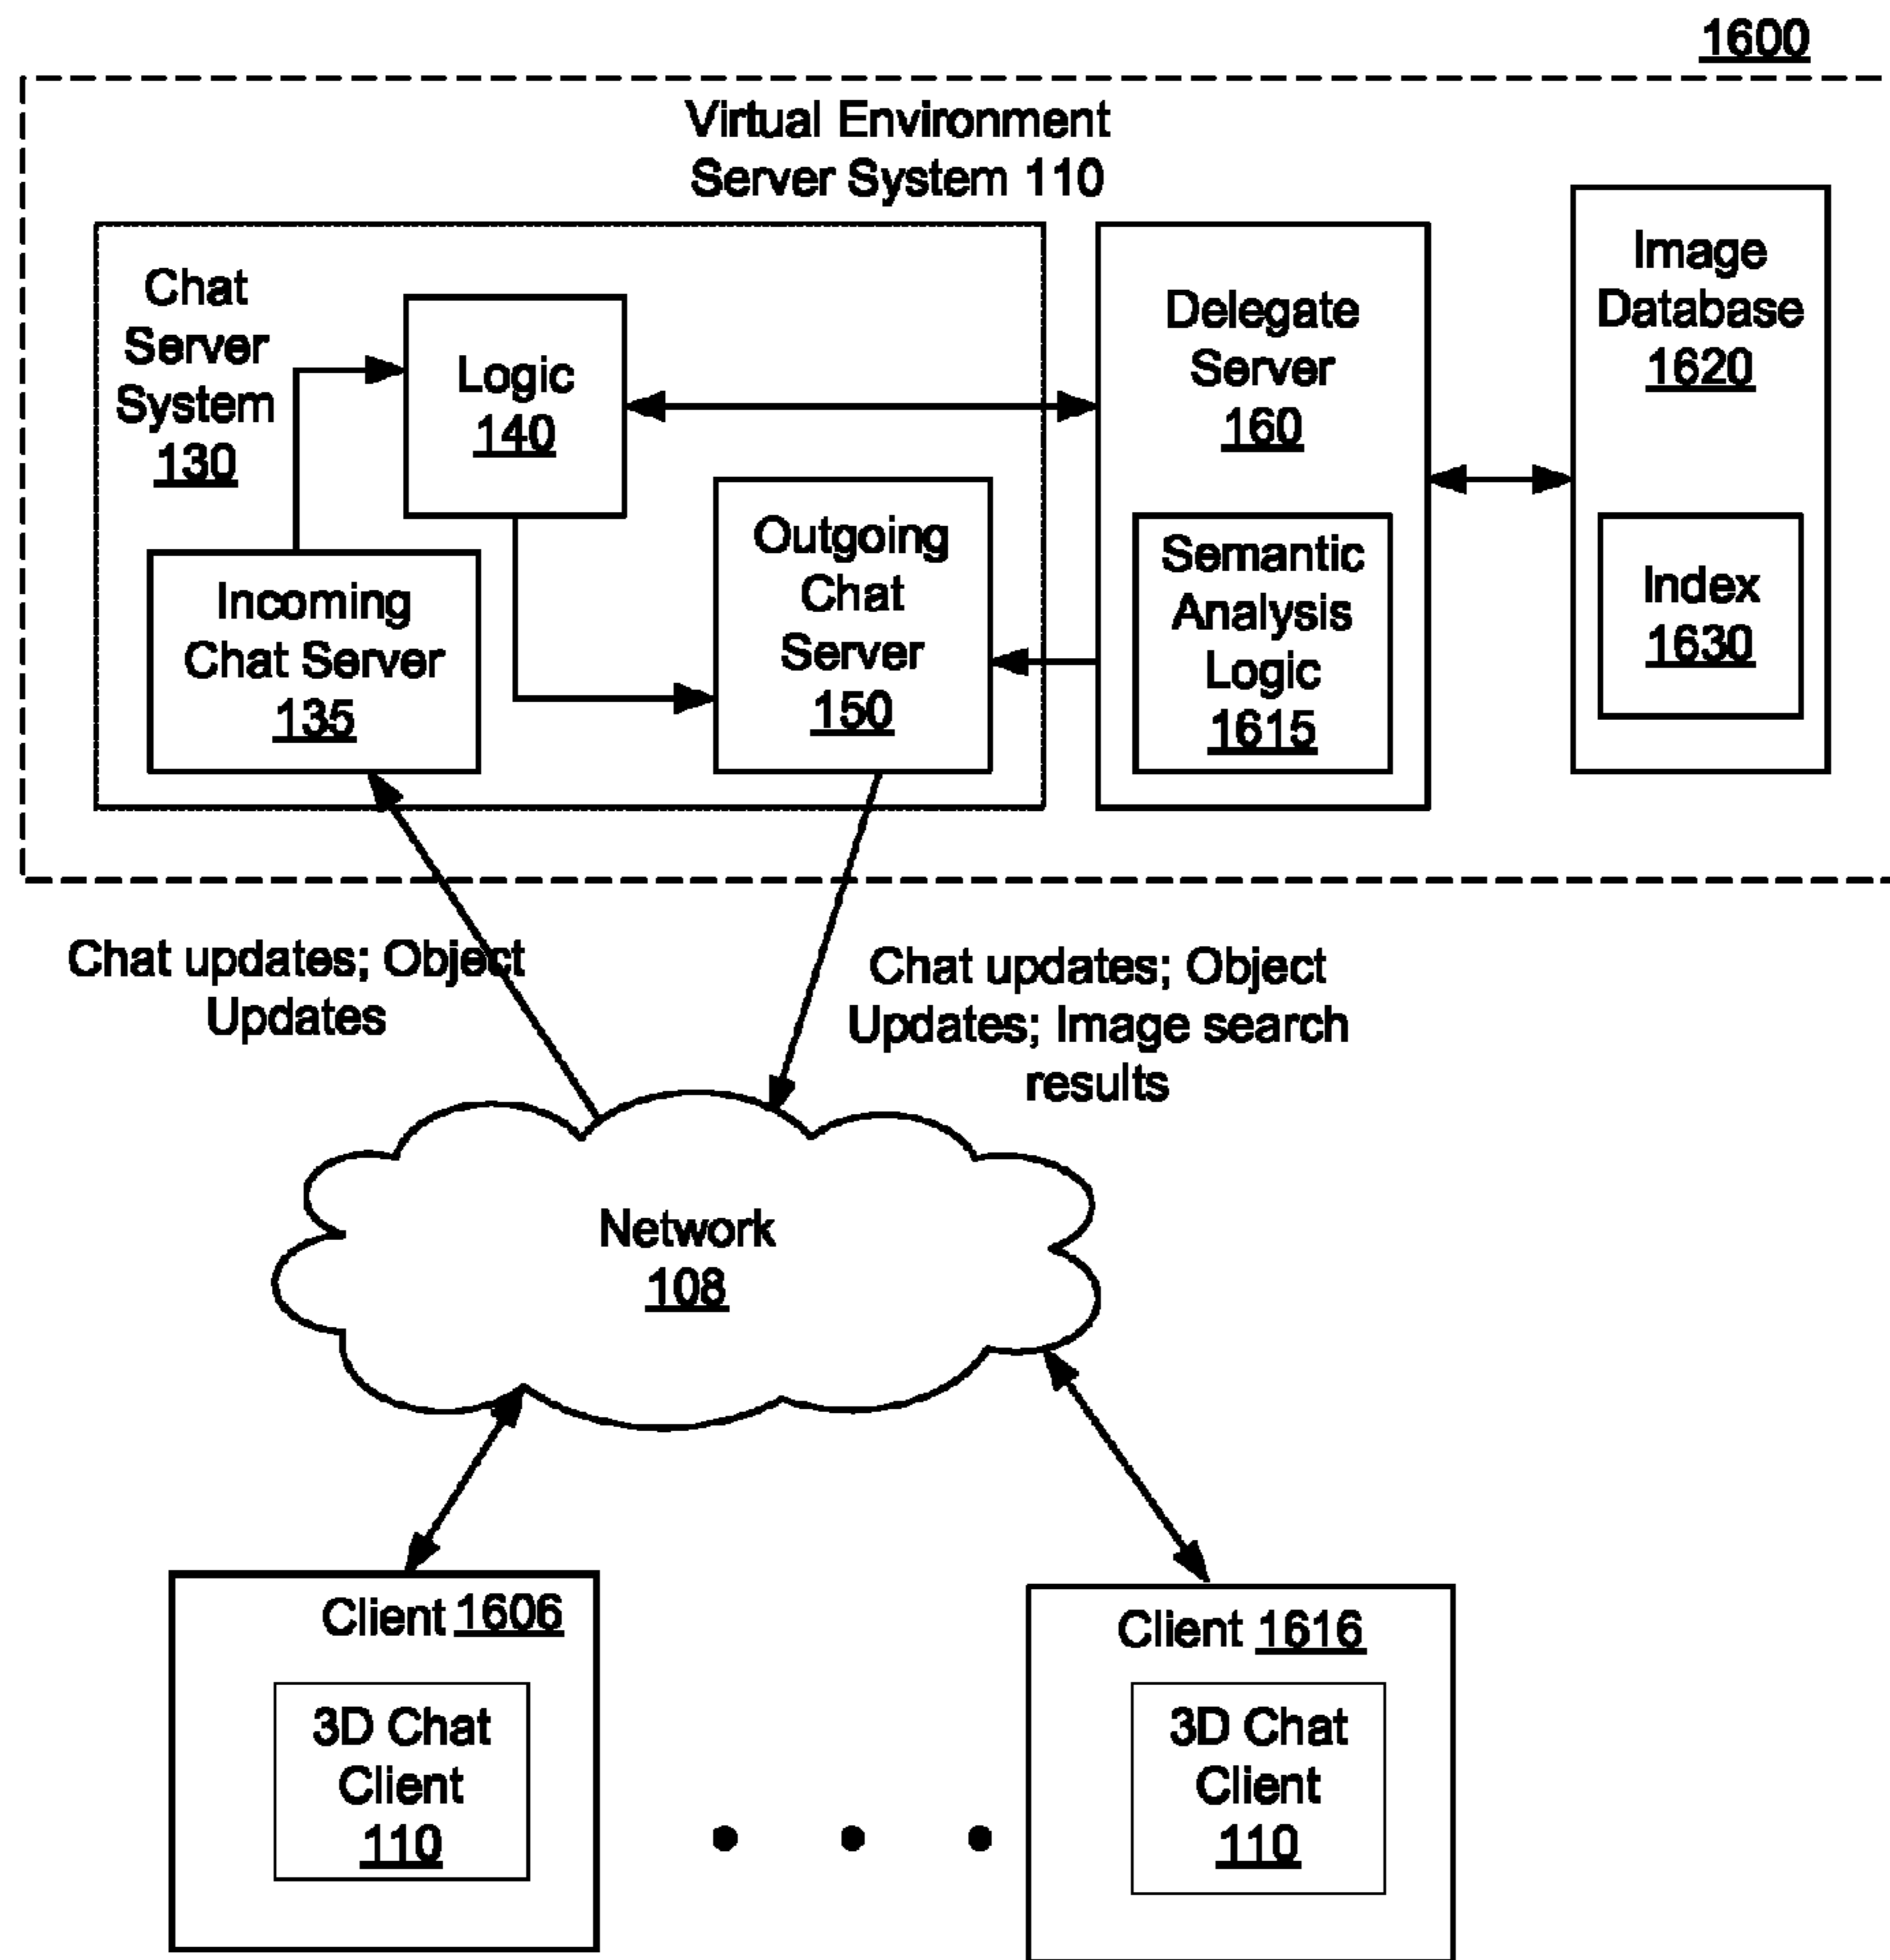 1600
Virtual Environment
Server System 110
Chat
Server
System
130
Logic
140
Incoming
Chat Server
135
Outgoing
Chat
Server
150
Delegate
Server
160
Semantic
Analysis
Logic
1615
Image
Database
1620
Index
1630
Chat updates; Object
Updates
Chat updates; Object
Updates; Image search
results
Network
108
Client 1606
3D Chat
Client
110
Client 1616
3D Chat
Client
110